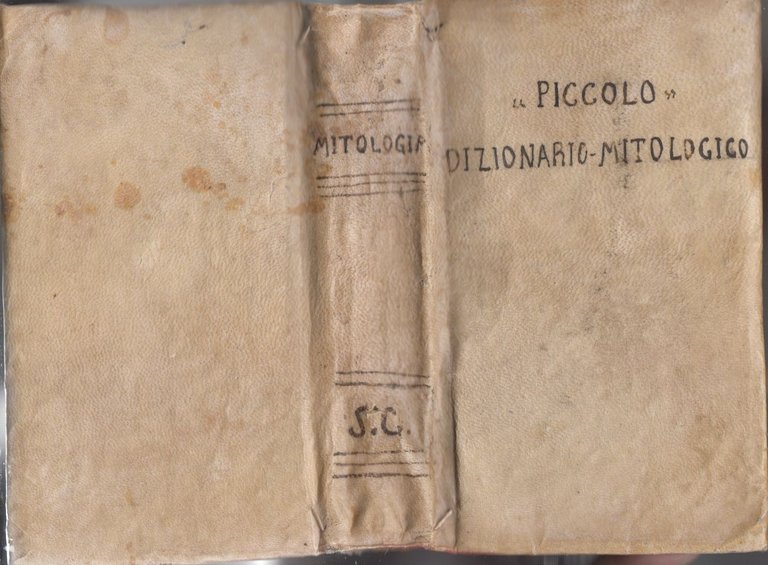 MITOLOGIA
S.C.
„ PICCOLO "
DIZIONARIO-MITOLOGICO